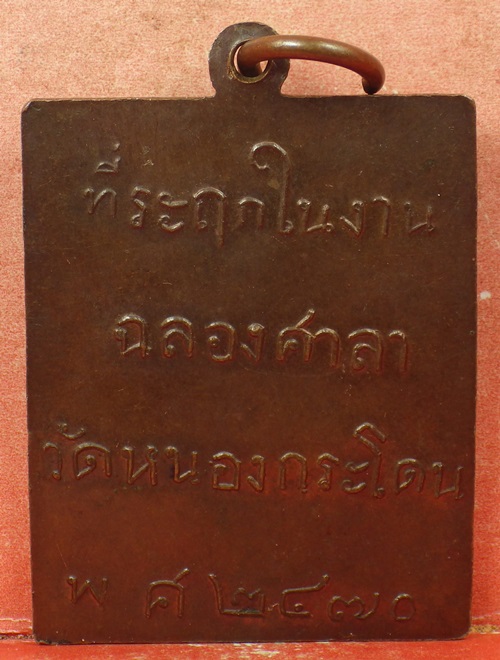 ที่ระฤกในงาน
ฉลองศาลา
วัดหนองกระโดน
พ ศ ๒๔๗๐